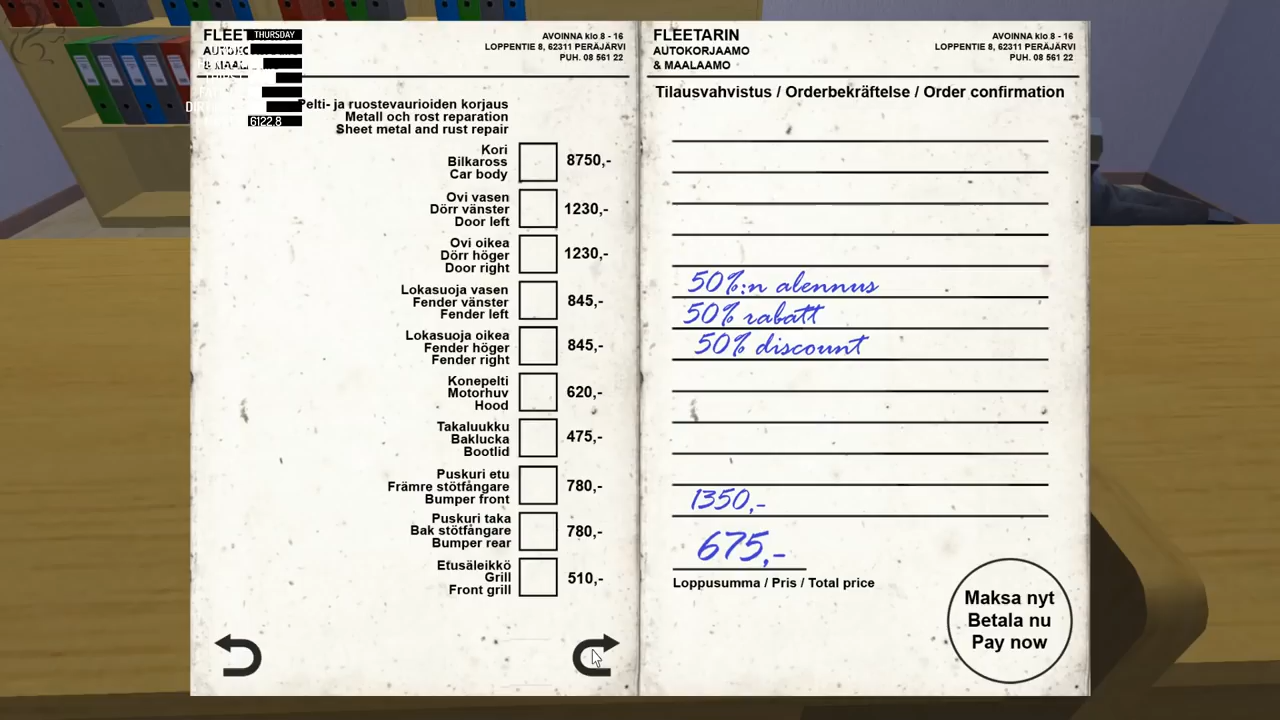 THURSDAY
6122.8
FLEET
AVOINNA klo 8 - 16
LOPPENTIE 8, 62311 PERÄJÄRVI
PUH. 08 561 22
Pelti- ja ruostevaurioiden korjaus
Metall och rost reparation
Sheet metal and rust repair
Kori
Bilkaross
Car body
8750,-
Ovi vasen
Dörr vänster
Door left
1230,-
Ovi oikea
Dörr höger
Door right
1230,-
Lokasuoja vasen
Fender vänster
Fender left
845,-
Lokasuoja oikea
Fender höger
Fender right
845,-
Konepelti
Motorhuv
Hood
620,-
Takaluukku
Baklucka
Bootlid
475,-
Puskuri etu
Främre stötfångare
Bumper front
780,-
Puskuri taka
Bak stötfångare
Bumper rear
780,-
Etusäleikkö
Grill
Front grill
510,-
FLEETARIN
AUTOKORJAAMO
& MAALAAMO
AVOINNA klo 8 - 16
LOPPENTIE 8, 62311 PERÄJÄRVI
PUH. 08 561 22
Tilausvahvistus / Orderbekräftelse / Order confirmation
50%:n alennus
50% rabatt
50% discount
1350,-
675,-
Loppusumma / Pris / Total price
Maksa nyt
Betala nu
Pay now